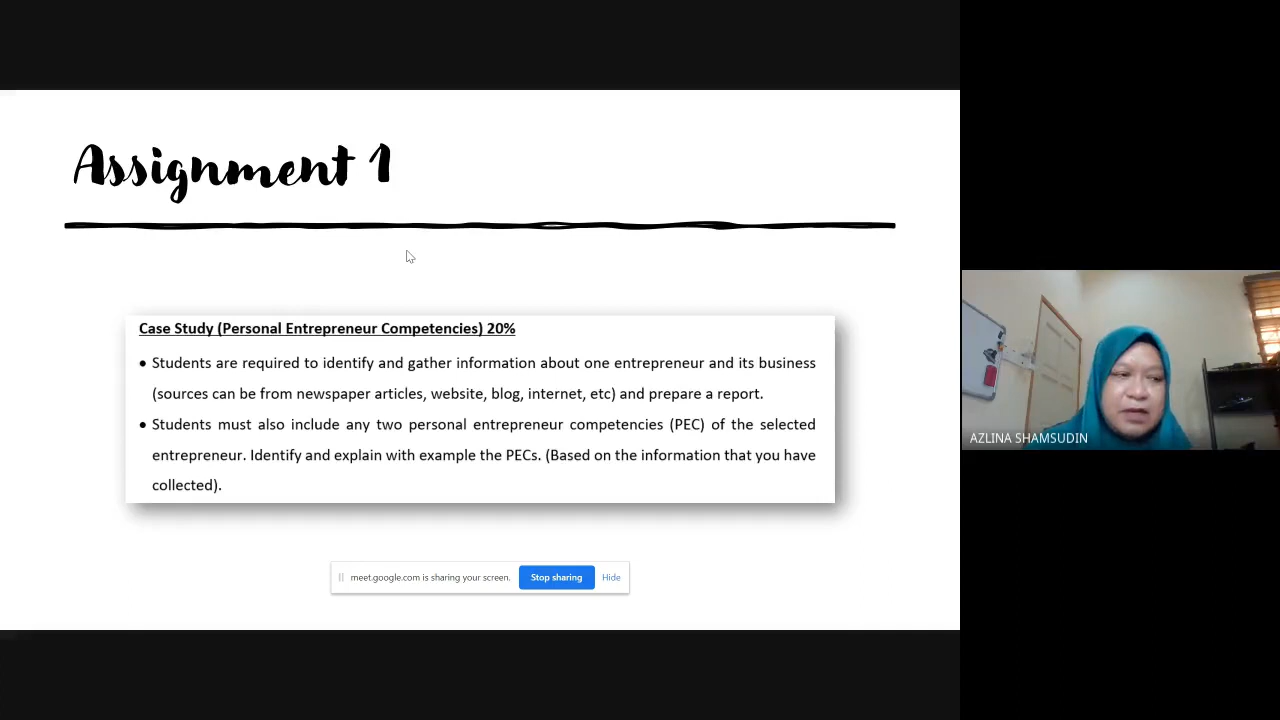 Assignment 1
Case Study (Personal Entrepreneur Competencies) 20%
• Students are required to identify and gather information about one entrepreneur and its business
(sources can be from newspaper articles, website, blog, internet, etc) and prepare a report.
• Students must also include any two personal entrepreneur competencies (PEC) of the selected
entrepreneur. Identify and explain with example the PECs. (Based on the information that you have
collected).
meet.google.com is sharing your screen. Stop sharing Hide
AZLINA SHAMSUDIN